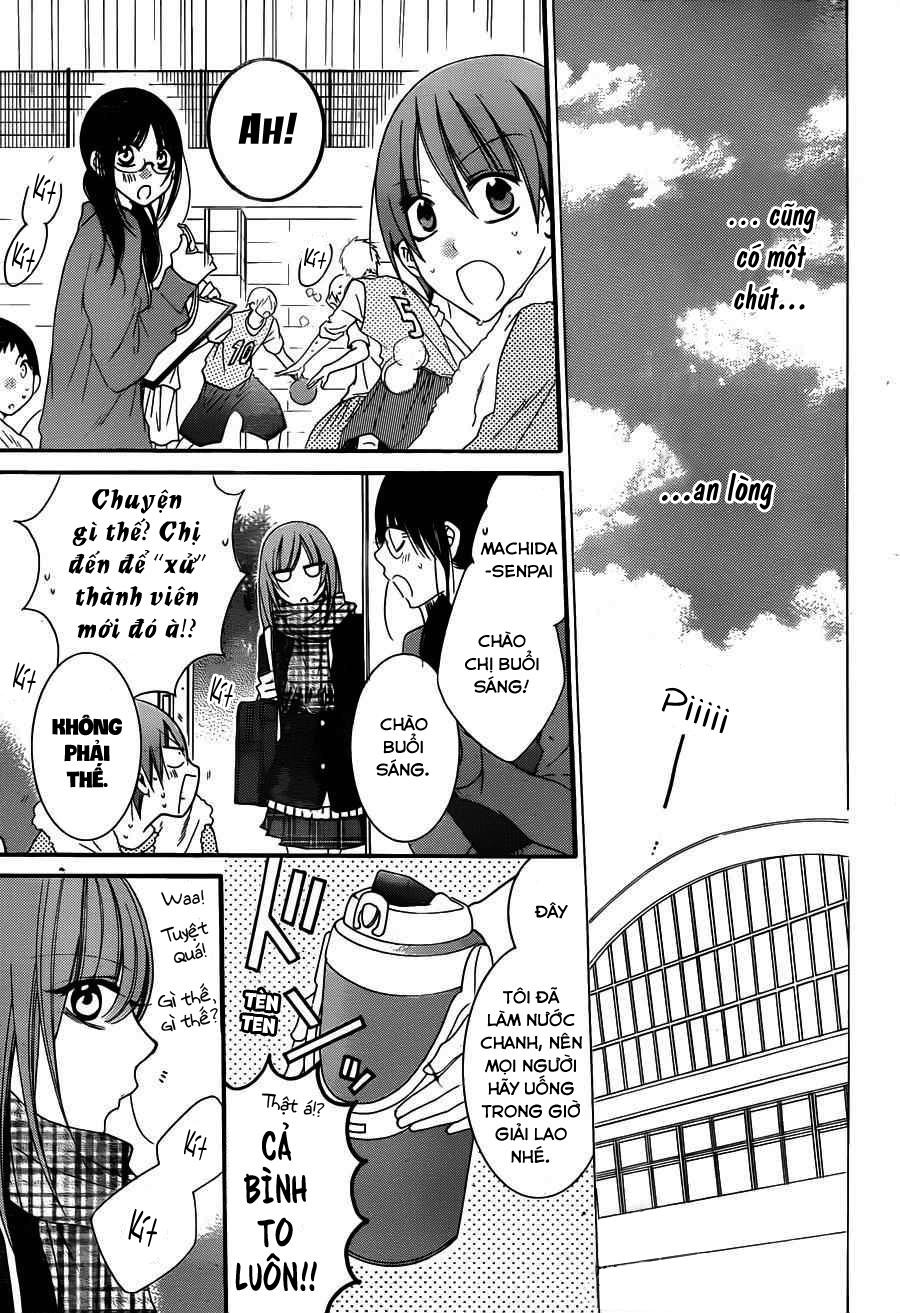 ... cũng
có một
chút...
...an lòng
Piiiii
Ah!
Kít
Kít
Kít
MACHIDA
-SENPAI
CHÀO
CHỊ BUỔI
SÁNG!
CHÀO
BUỔI
SÁNG.
Chuyện
gì thế? Chị
đến để "xử"
thành viên
mới đó à!?
Kít
Kít
KHÔNG
PHẢI
THẾ.
ĐÂY
TÔI ĐÃ
LÀM NƯỚC
CHANH, NÊN
MỌI NGƯỜI
HÃY UỐNG
TRONG GIỜ
GIẢI LAO
NHÉ.
TÈN
TEN
Thật á!?
CẢ
BÌNH
TO
LUÔN!!
Waa!
Tuyệt
quá!
Gì thế,
Gì thế?
Kít
Kít